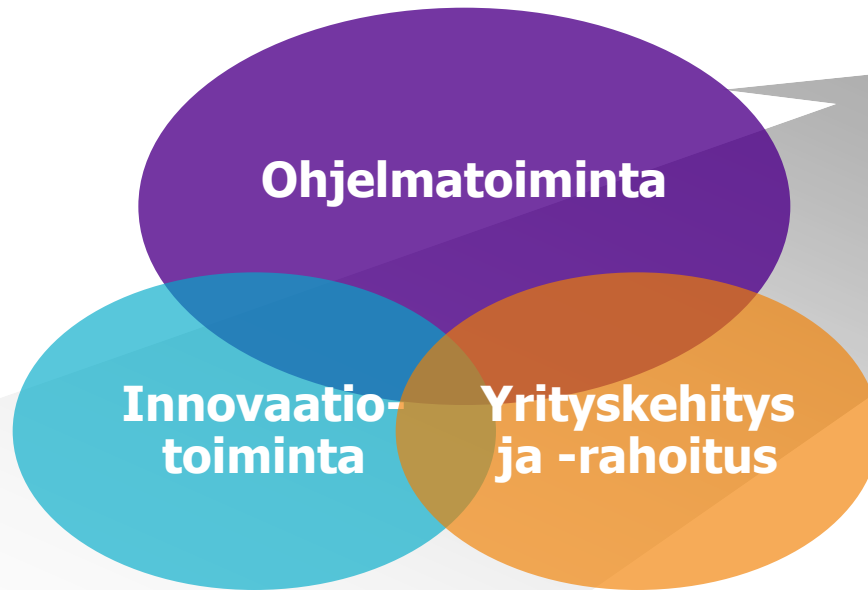 Ohjelmatoiminta
Innovaatio-
toiminta
Yrityskehitys
ja -rahoitus